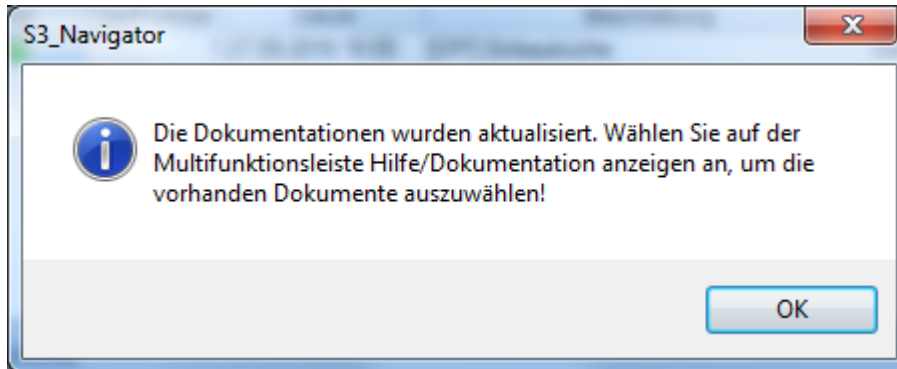 S3_Navigator
Die Dokumentationen wurden aktualisiert. Wählen Sie auf der
Multifunktionsleiste Hilfe/Dokumentation anzeigen an, um die
vorhanden Dokumente auszuwählen!
OK